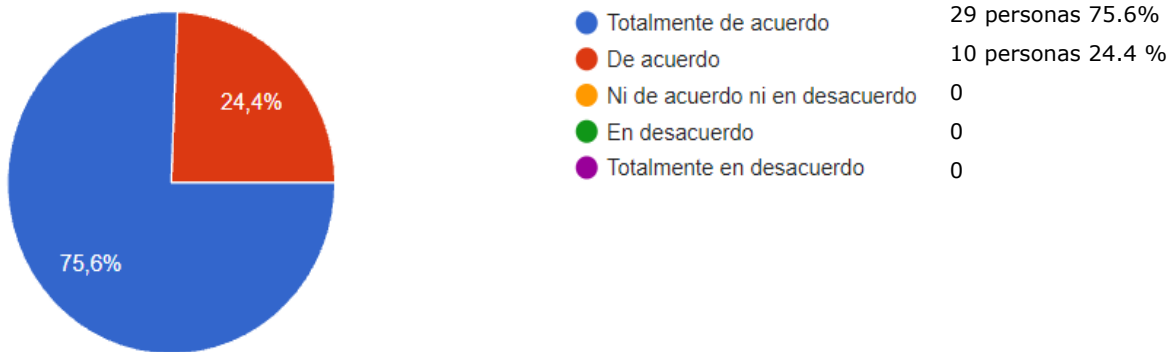 Totalmente de acuerdo 29 personas 75.6%
De acuerdo 10 personas 24.4 %
Ni de acuerdo ni en desacuerdo 0
En desacuerdo 0
Totalmente en desacuerdo 0
24,4%
75,6%